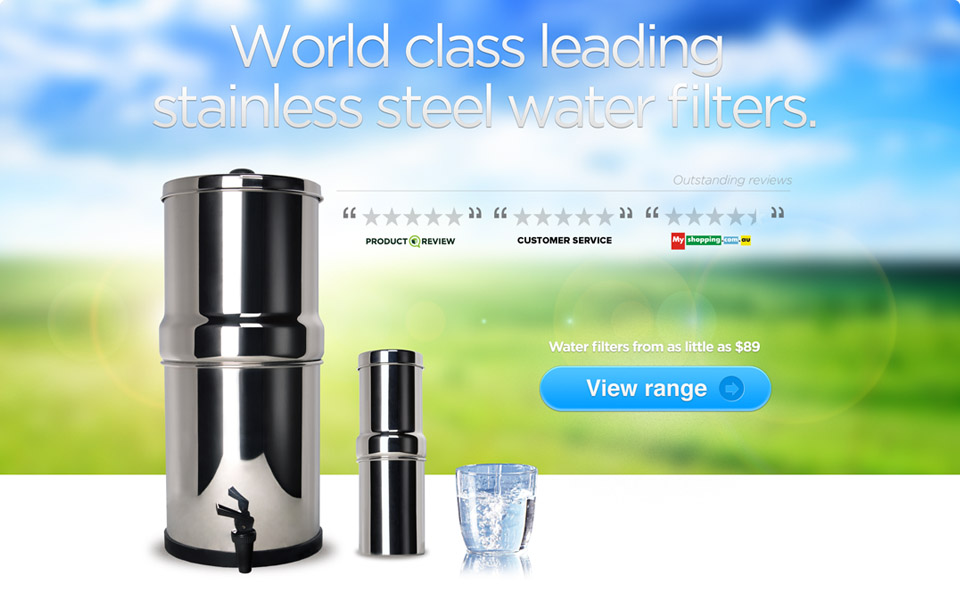 World class leading
stainless steel water filters.
Outstanding reviews
PRODUCT REVIEW
CUSTOMER SERVICE
My shopping.com.au
Water filters from as little as $89
View range